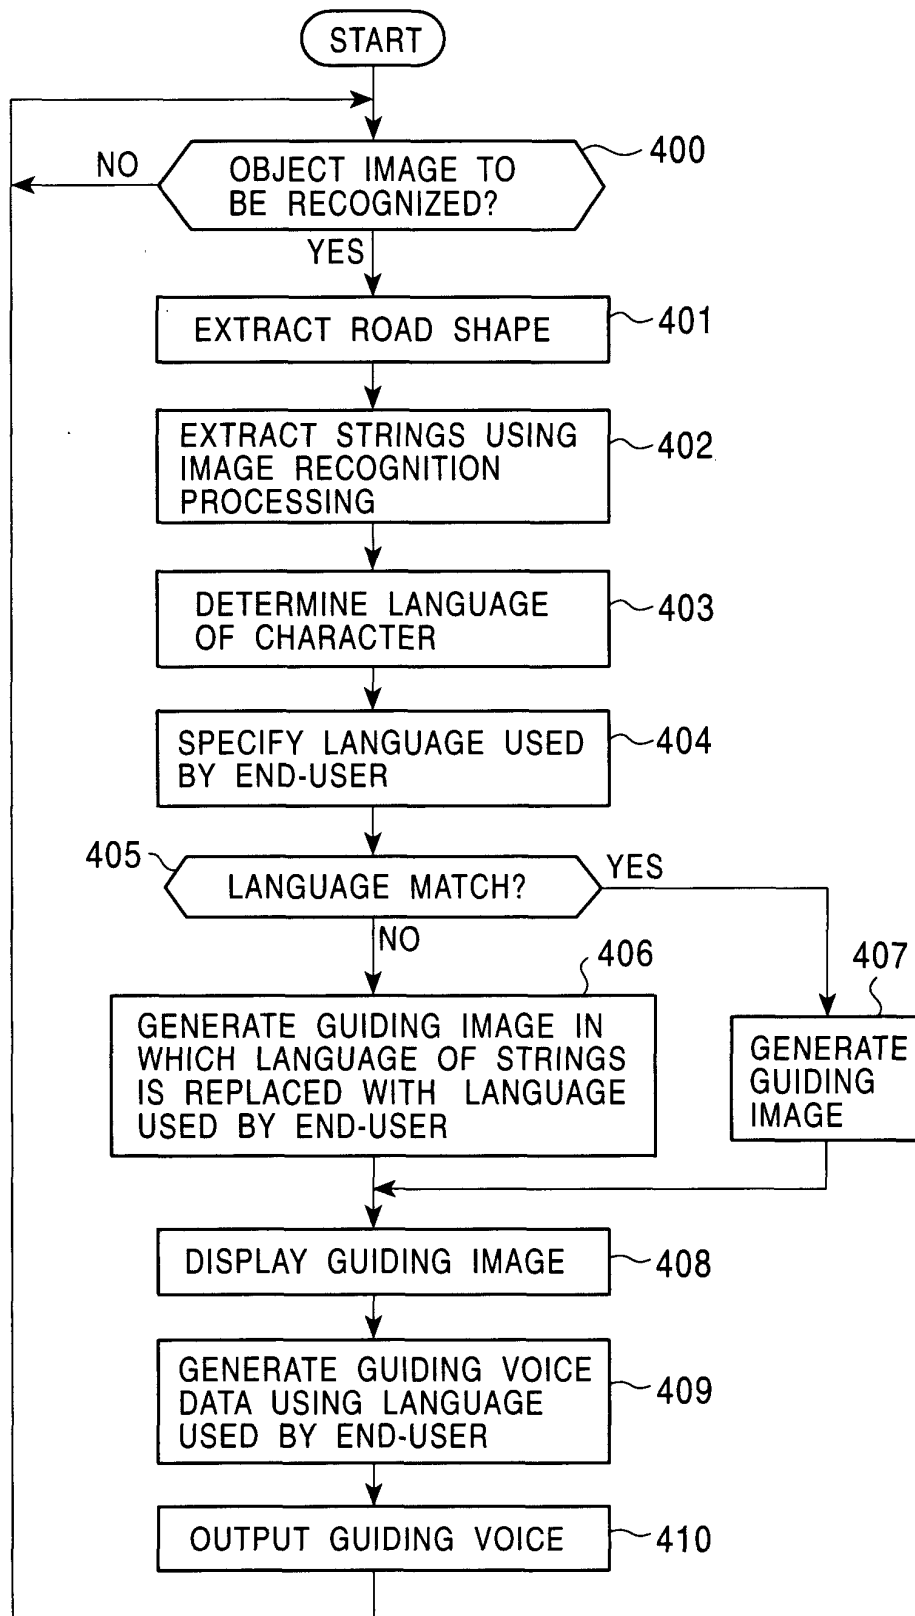 START
400
NO
OBJECT IMAGE TO
BE RECOGNIZED?
YES
EXTRACT ROAD SHAPE
401
EXTRACT STRINGS USING
IMAGE RECOGNITION
PROCESSING
402
DETERMINE LANGUAGE
OF CHARACTER
403
SPECIFY LANGUAGE USED
BY END-USER
404
405
LANGUAGE MATCH?
YES
NO
406
407
GENERATE GUIDING IMAGE IN
WHICH LANGUAGE OF STRINGS
IS REPLACED WITH LANGUAGE
USED BY END-USER
GENERATE
GUIDING
IMAGE
DISPLAY GUIDING IMAGE
408
GENERATE GUIDING VOICE
DATA USING LANGUAGE
USED BY END-USER
409
OUTPUT GUIDING VOICE
410